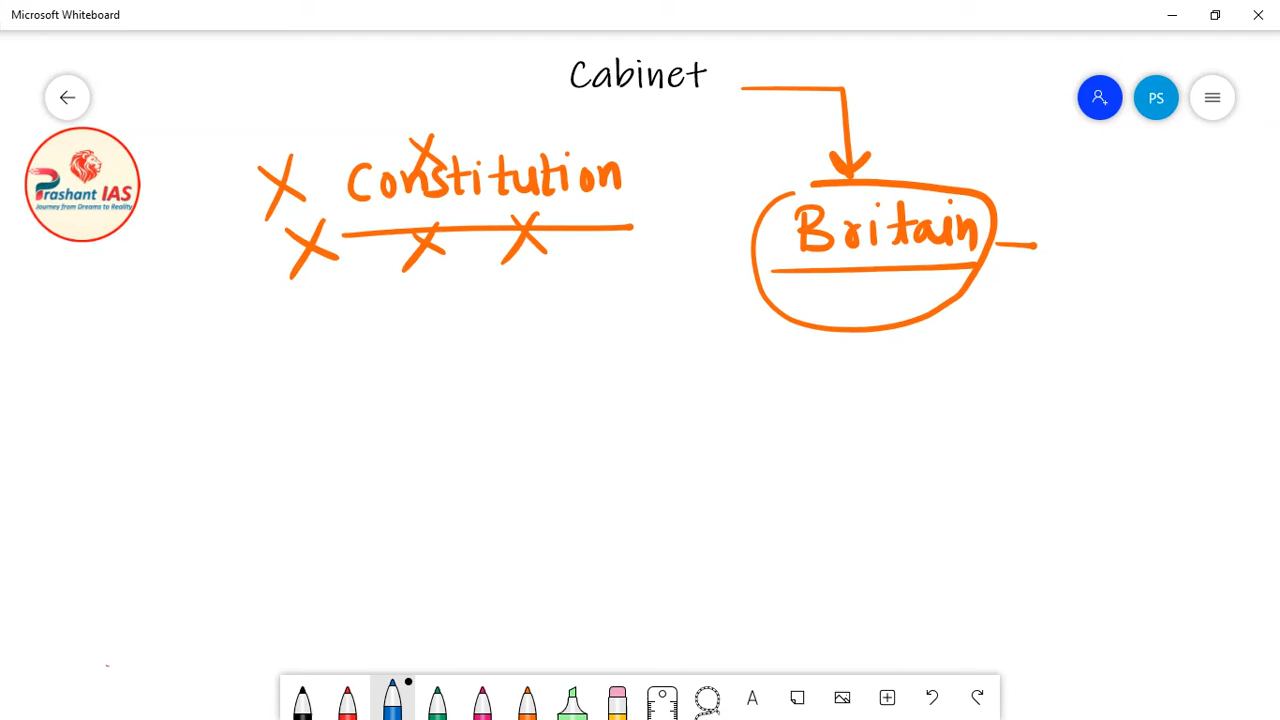 Microsoft Whiteboard
Cabinet
PS
Constitution
Prashant IAS
Journey from Dreams to Reality
Britain
A